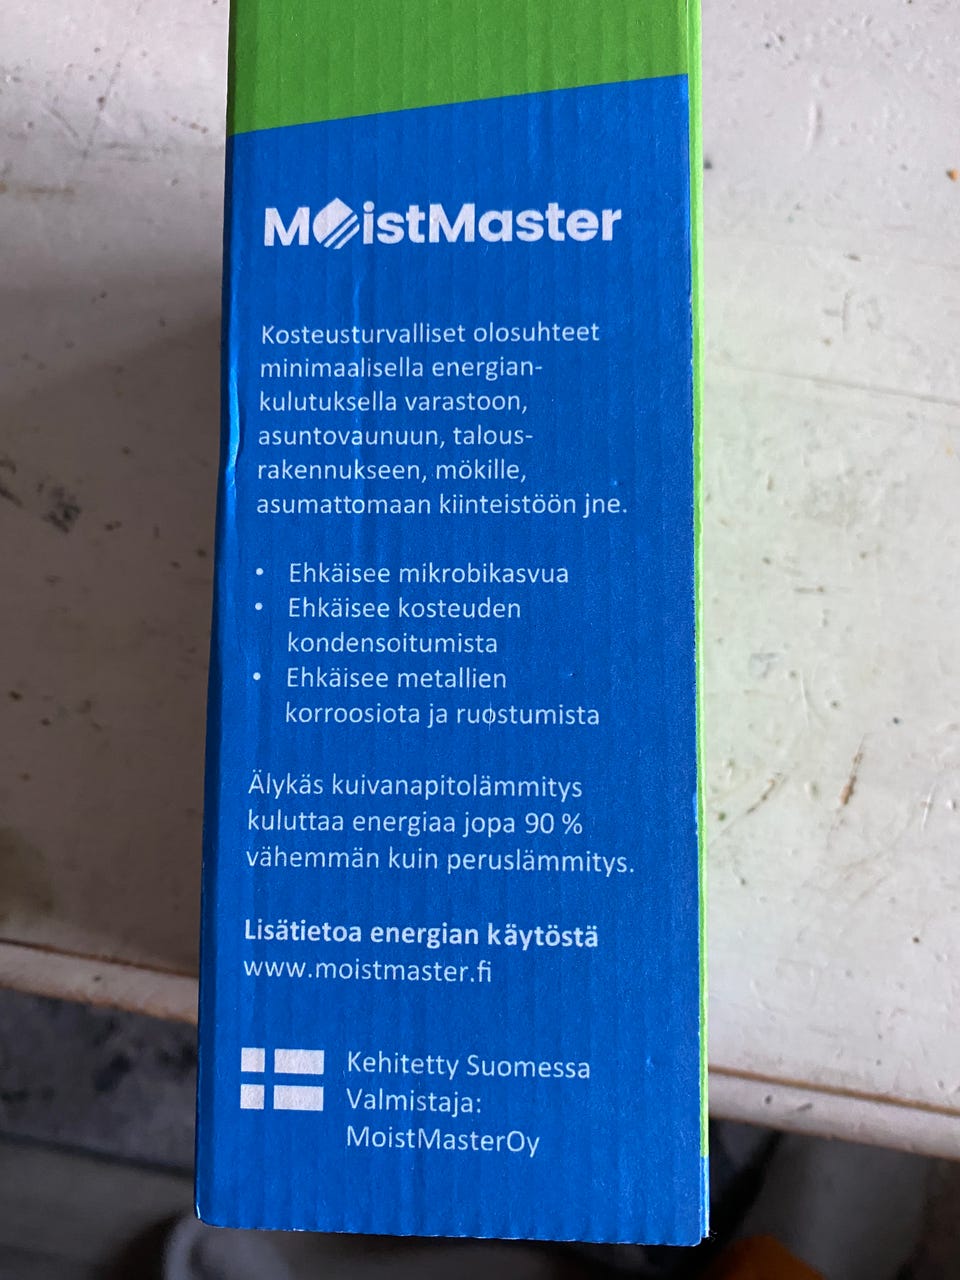 MoistMaster
Kosteusturvalliset olosuhteet
minimaalisella energian-
kulutuksella varastoon,
asuntovaunuun, talous-
rakennukseen, mökille,
asumattomaan kiinteistöön jne.
• Ehkäisee mikrobikasvua
• Ehkäisee kosteuden
kondensoitumista
• Ehkäisee metallien
korroosiota ja ruostumista
Älykäs kuivanapitolämmitys
kuluttaa energiaa jopa 90 %
vähemmän kuin peruslämmitys.
Lisätietoa energian käytöstä
www.moistmaster.fi
Kehitetty Suomessa
Valmistaja:
MoistMasterOy